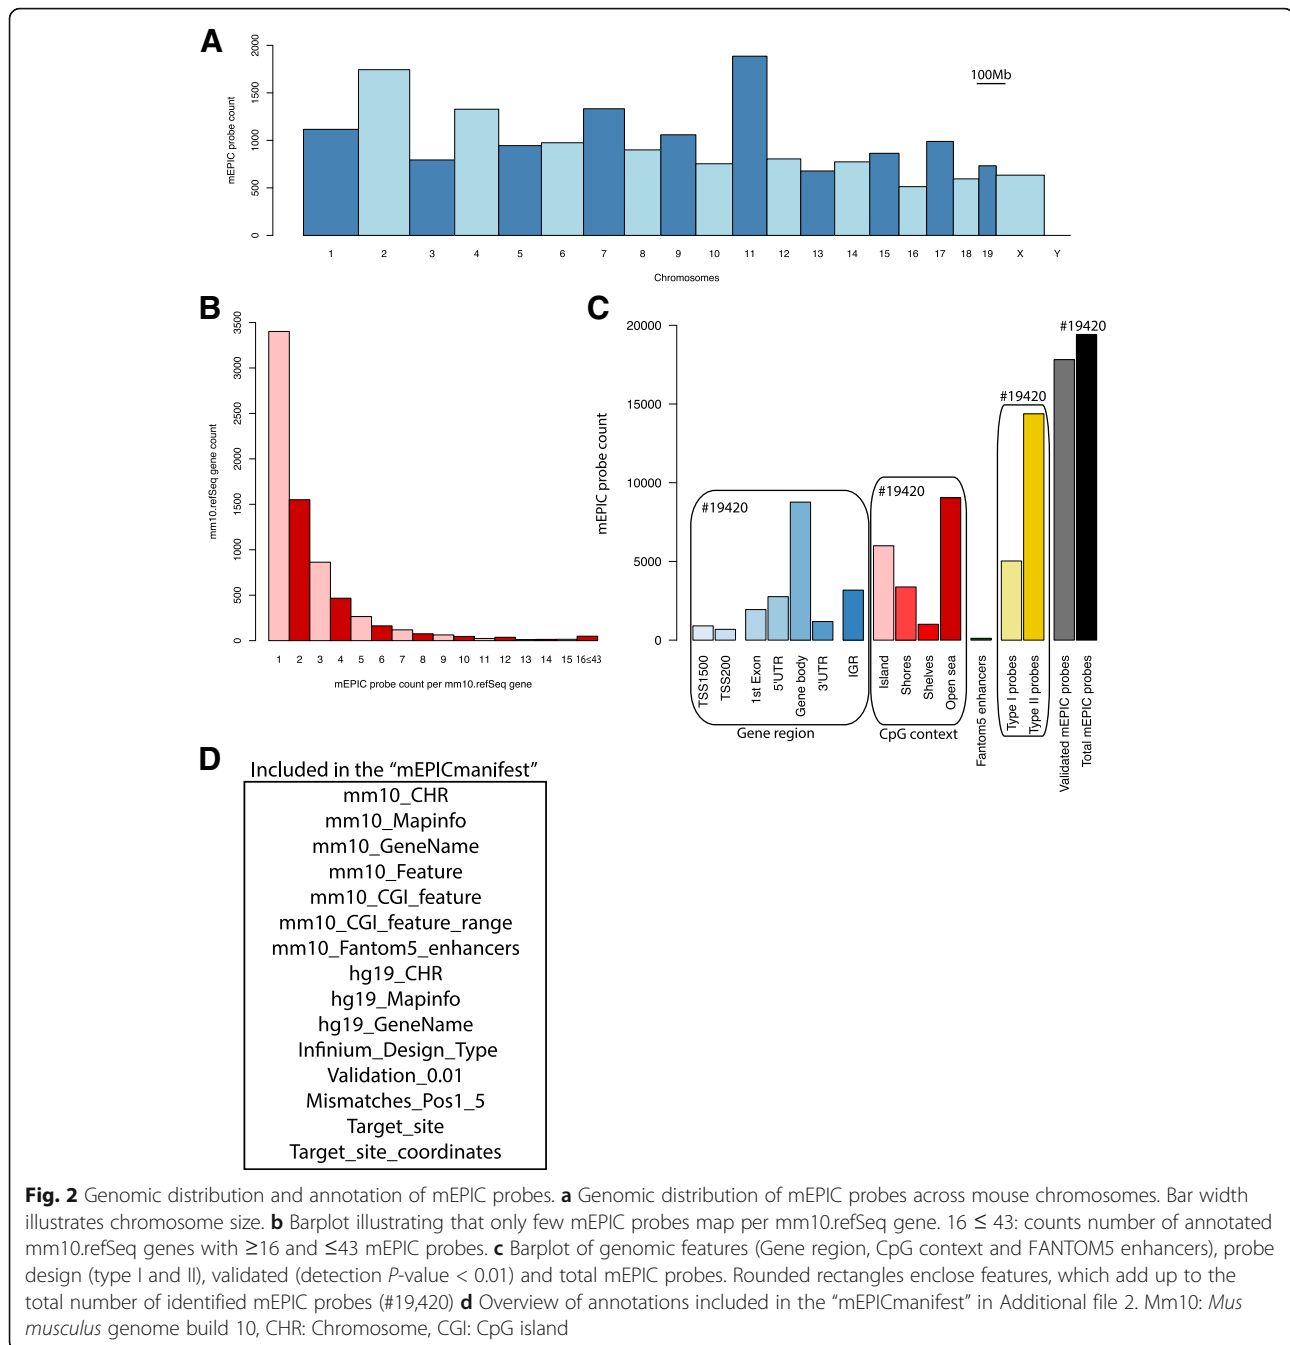 A
2000
1500
1000
500
0
mEPIC probe count
100Mb
1 2 3 4 5 6 7 8 9 10 11 12 13 14 15 16 17 18 19 X Y
Chromosomes
B
3500
3000
2500
2000
1500
1000
500
0
mm10.refSeq gene count
1 2 3 4 5 6 7 8 9 10 11 12 13 14 15 16≤43
mEPIC probe count per mm10.refSeq gene
C
20000
15000
10000
5000
0
mEPIC probe count
#19420
#19420
#19420
#19420
TSS1500
TSS200
1st Exon
5'UTR
Gene body
3'UTR
IGR
Island
Shores
Shelves
Open sea
Fantom5 enhancers
Type I probes
Type II probes
Validated mEPIC probes
Total mEPIC probes
Gene region
CpG context
D
Included in the “mEPICmanifest”
mm10_CHR
mm10_Mapinfo
mm10_GeneName
mm10_Feature
mm10_CGI_feature
mm10_CGI_feature_range
mm10_Fantom5_enhancers
hg19_CHR
hg19_Mapinfo
hg19_GeneName
Infinium_Design_Type
Validation_0.01
Mismatches_Pos1_5
Target_site
Target_site_coordinates
Fig. 2 Genomic distribution and annotation of mEPIC probes. a Genomic distribution of mEPIC probes across mouse chromosomes. Bar width
illustrates chromosome size. b Barplot illustrating that only few mEPIC probes map per mm10.refSeq gene. 16 ≤ 43: counts number of annotated
mm10.refSeq genes with ≥16 and ≤43 mEPIC probes. c Barplot of genomic features (Gene region, CpG context and FANTOM5 enhancers), probe
design (type I and II), validated (detection P-value < 0.01) and total mEPIC probes. Rounded rectangles enclose features, which add up to the
total number of identified mEPIC probes (#19,420) d Overview of annotations included in the “mEPICmanifest” in Additional file 2. Mm10: Mus
musculus genome build 10, CHR: Chromosome, CGI: CpG island